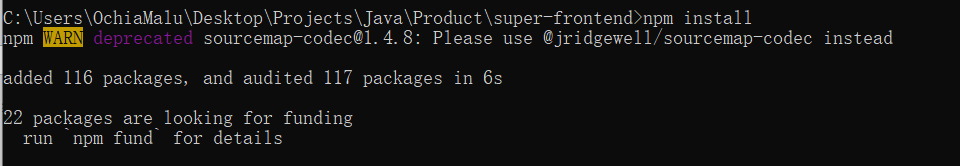 C:\Users\OchiaMalu\Desktop\Projects\Java\Product\super-frontend>npm install
npm WARN deprecated sourcemap-codec@1.4.8: Please use @jridgewell/sourcemap-codec instead
added 116 packages, and audited 117 packages in 6s
22 packages are looking for funding
  run `npm fund` for details